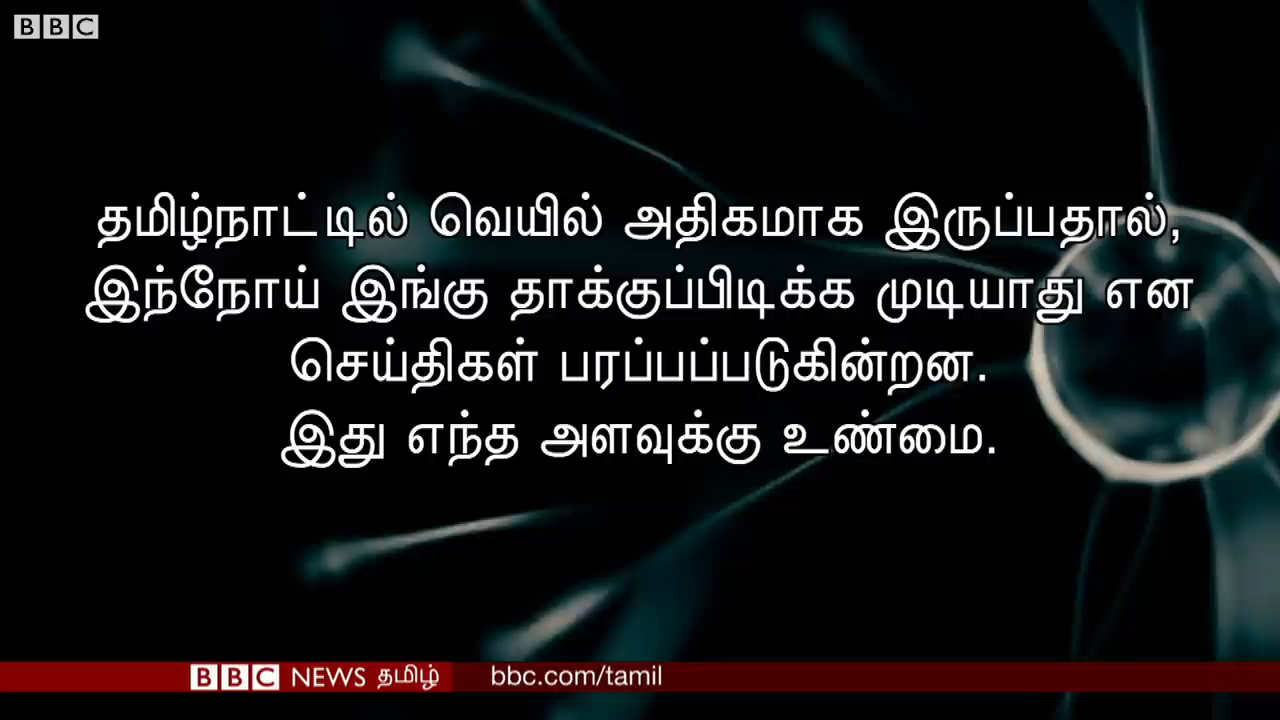 BBC
தமிழ்நாட்டில் வெயில் அதிகமாக இருப்பதால்,
இந்நோய் இங்கு தாக்குப்பிடிக்க முடியாது என
செய்திகள் பரப்பப்படுகின்றன.
இது எந்த அளவுக்கு உண்மை.
BBC NEWS தமிழ் bbc.com/tamil